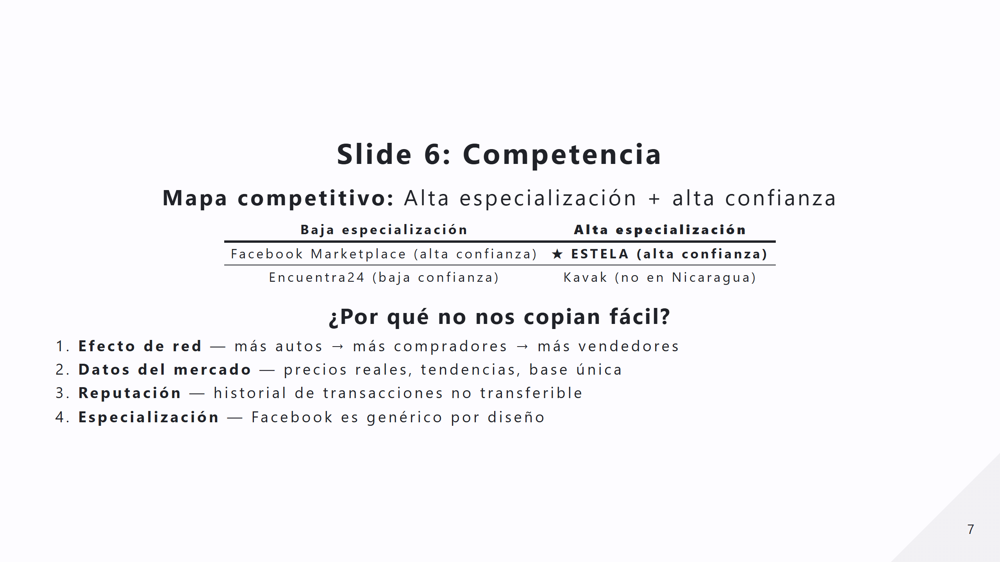 Slide 6: Competencia
Mapa competitivo: Alta especialización + alta confianza
Baja especialización Alta especialización
Facebook Marketplace (alta confianza) ★ ESTELA (alta confianza)
Encuentra24 (baja confianza) Kavak (no en Nicaragua)
¿Por qué no nos copian fácil?
1. Efecto de red — más autos → más compradores → más vendedores
2. Datos del mercado — precios reales, tendencias, base única
3. Reputación — historial de transacciones no transferible
4. Especialización — Facebook es genérico por diseño
7